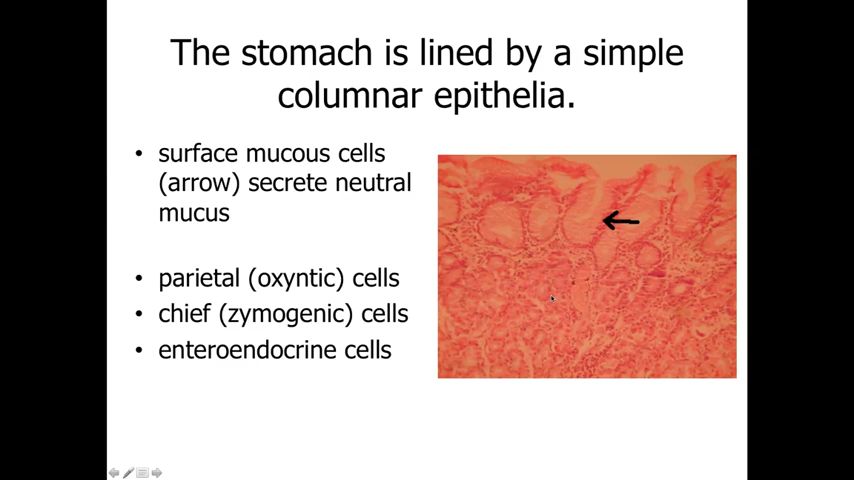 The stomach is lined by a simple
columnar epithelia.
• surface mucous cells
(arrow) secrete neutral
mucus
• parietal (oxyntic) cells
• chief (zymogenic) cells
• enteroendocrine cells